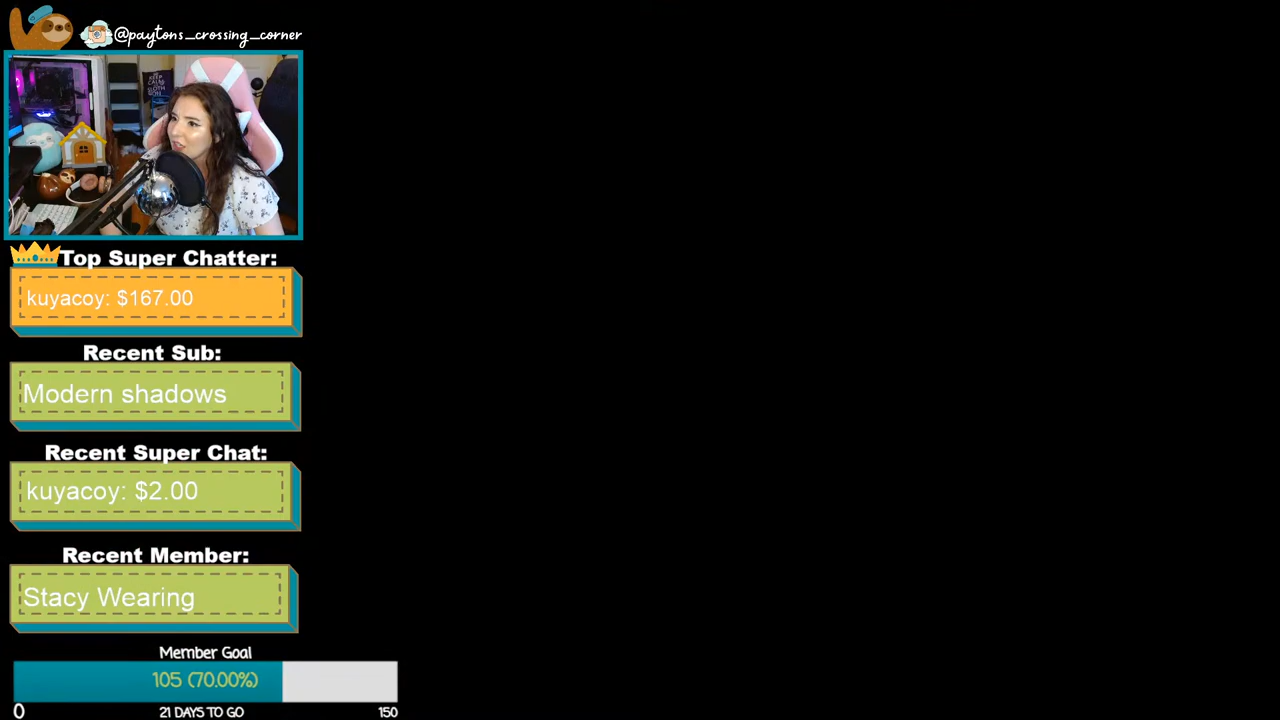 @paytons_crossing_corner
Top Super Chatter:
kuyacoy: $167.00
Recent Sub:
Modern shadows
Recent Super Chat:
kuyacoy: $2.00
Recent Member:
Stacy Wearing
Member Goal
105 (70.00%)
0 21 DAYS TO GO 150